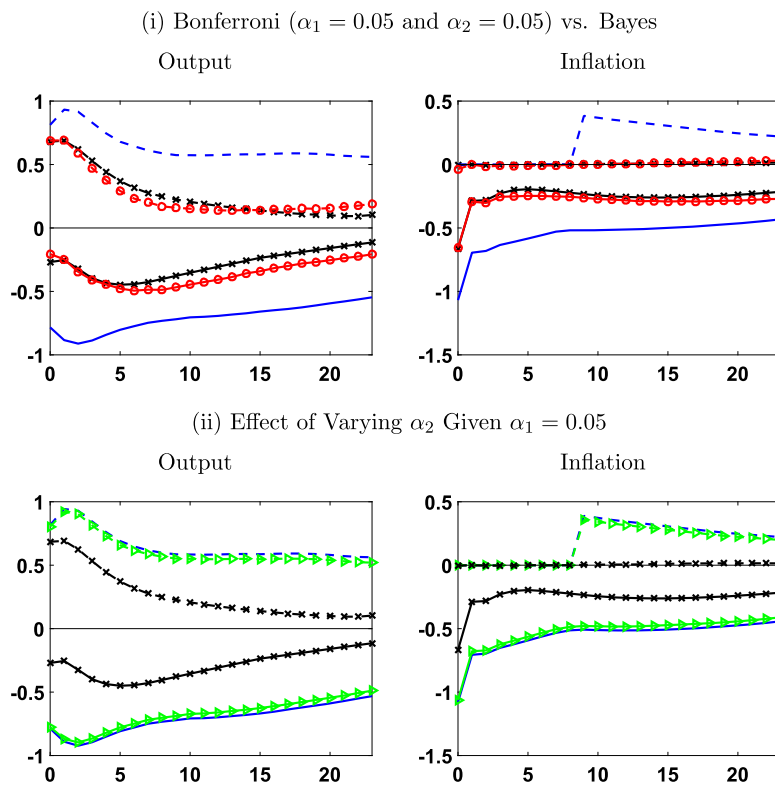 (i) Bonferroni (α₁ = 0.05 and α₂ = 0.05) vs. Bayes
Output Inflation
1 0.5
0.5 0
0 -0.5
-0.5 -1
-1 -1.5
0 5 10 15 20 0 5 10 15 20
(ii) Effect of Varying α₂ Given α₁ = 0.05
Output Inflation
1 0.5
0.5 0
0 -0.5
-0.5 -1
-1 -1.5
0 5 10 15 20 0 5 10 15 20